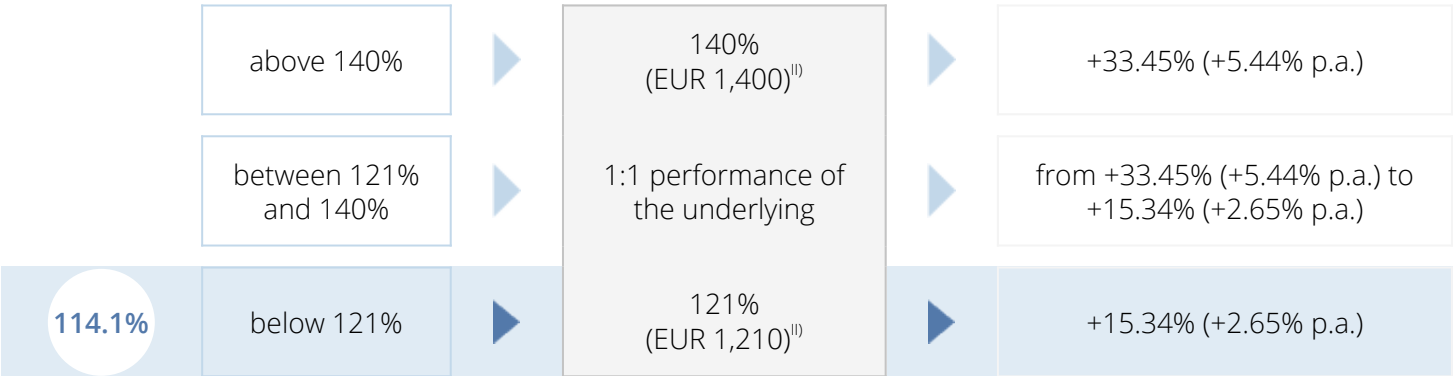 above 140%
140%
(EUR 1,400)II)
+33.45% (+5.44% p.a.)
between 121%
and 140%
1:1 performance of
the underlying
from +33.45% (+5.44% p.a.) to
+15.34% (+2.65% p.a.)
114.1%
below 121%
121%
(EUR 1,210)II)
+15.34% (+2.65% p.a.)